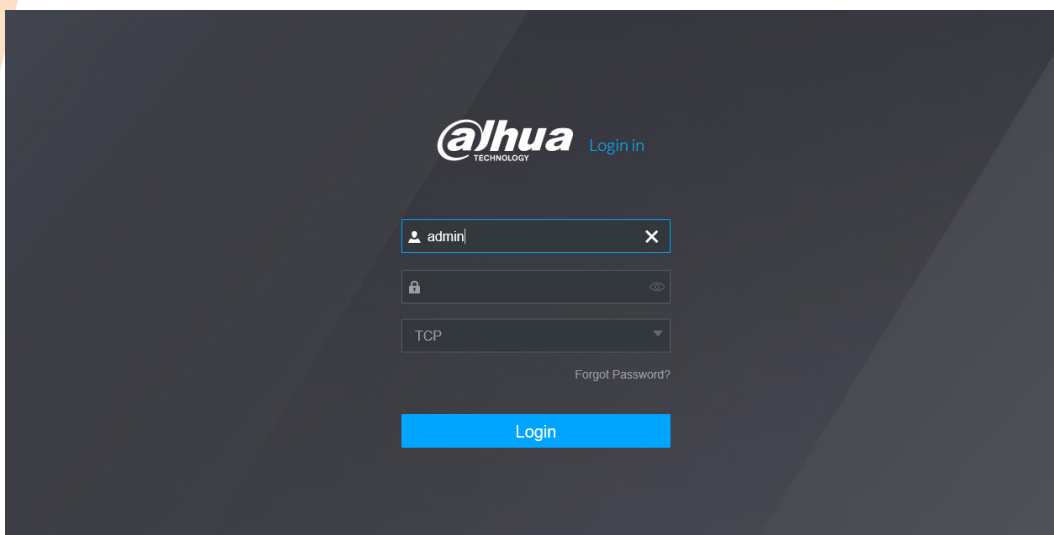 alhua
TECHNOLOGY
Login in
admin
TCP
Forgot Password?
Login